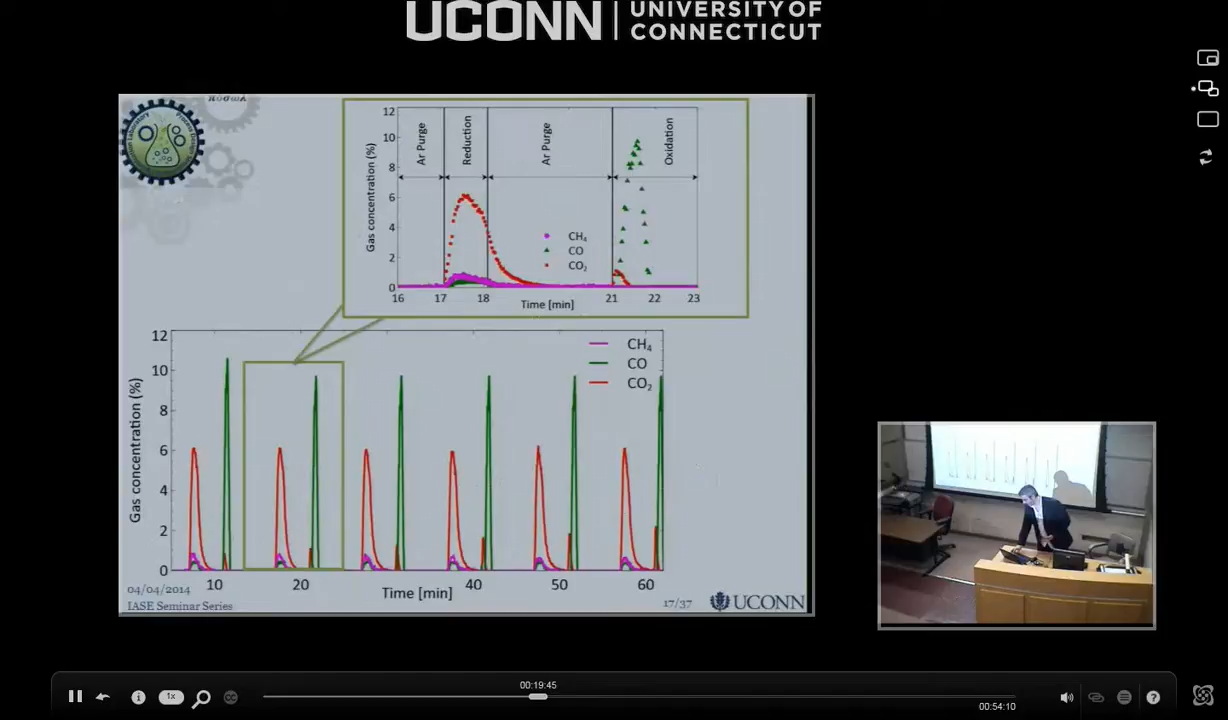 UCONN UNIVERSITY OF
CONNECTICUT
12
10
8
6
4
2
0
Gas concentration (%)
Ar Purge
Reduction
Ar Purge
Oxidation
CH₄
CO
CO₂
16 17 18 21 22 23
Time [min]
12
10
8
6
4
2
0
Gas concentration (%)
CH₄
CO
CO₂
10 20 40 50 60
Time [min]
04/04/2014
IASE Seminar Series
17/37
UCONN
00:19:45
1x
00:54:10